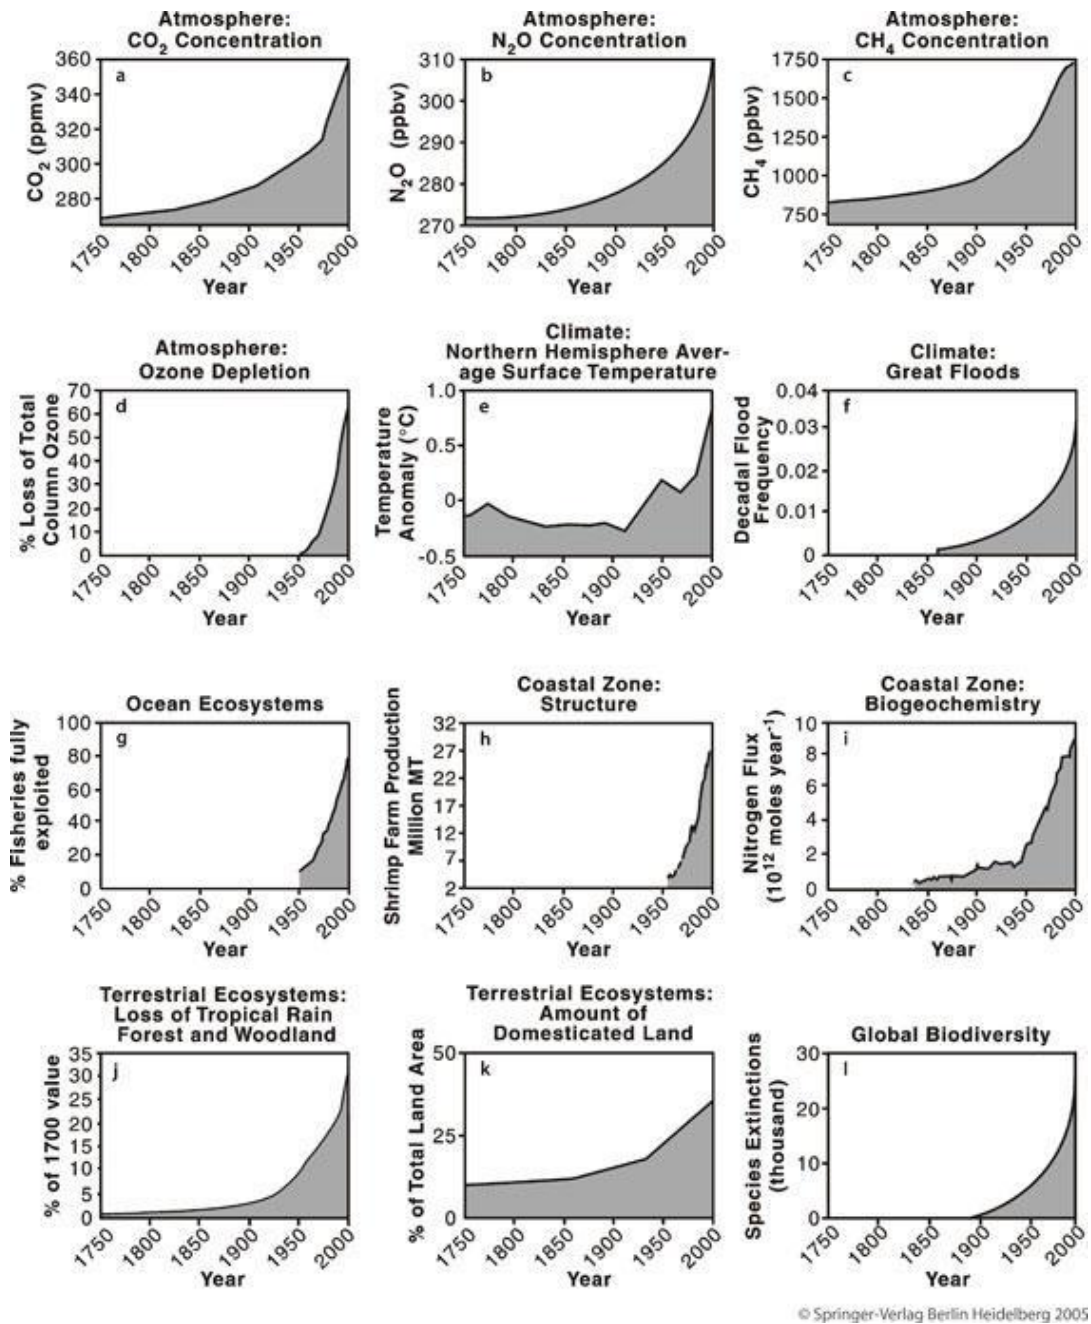 Atmosphere:
CO2 Concentration
a
CO2 (ppmv)
360
340
320
300
280
1750
1800
1850
1900
1950
2000
Year
Atmosphere:
N2O Concentration
b
N2O (ppbv)
310
300
290
280
270
1750
1800
1850
1900
1950
2000
Year
Atmosphere:
CH4 Concentration
c
CH4 (ppbv)
1750
1500
1250
1000
750
1750
1800
1850
1900
1950
2000
Year
Atmosphere:
Ozone Depletion
d
% Loss of Total
Column Ozone
70
60
50
40
30
20
10
0
1750
1800
1850
1900
1950
2000
Year
Climate:
Northern Hemisphere Aver-
age Surface Temperature
e
Temperature
Anomaly (°C)
1.0
0.5
0
-0.5
1750
1800
1850
1900
1950
2000
Year
Climate:
Great Floods
f
Decadal Flood
Frequency
0.04
0.03
0.02
0.01
0
1750
1800
1850
1900
1950
2000
Year
Ocean Ecosystems
g
% Fisheries fully
exploited
100
80
60
40
20
0
1750
1800
1850
1900
1950
2000
Year
Coastal Zone:
Structure
h
Shrimp Farm Production
Million MT
32
27
22
17
12
7
2
1750
1800
1850
1900
1950
2000
Year
Coastal Zone:
Biogeochemistry
i
Nitrogen Flux
(10¹² moles year⁻¹)
10
8
6
4
2
0
1750
1800
1850
1900
1950
2000
Year
Terrestrial Ecosystems:
Loss of Tropical Rain
Forest and Woodland
j
% of 1700 value
35
30
25
20
15
10
5
0
1750
1800
1850
1900
1950
2000
Year
Terrestrial Ecosystems:
Amount of
Domesticated Land
k
% of Total Land Area
50
25
0
1750
1800
1850
1900
1950
2000
Year
Global Biodiversity
l
Species Extinctions
(thousand)
30
20
10
0
1750
1800
1850
1900
1950
2000
Year
© Springer-Verlag Berlin Heidelberg 2005